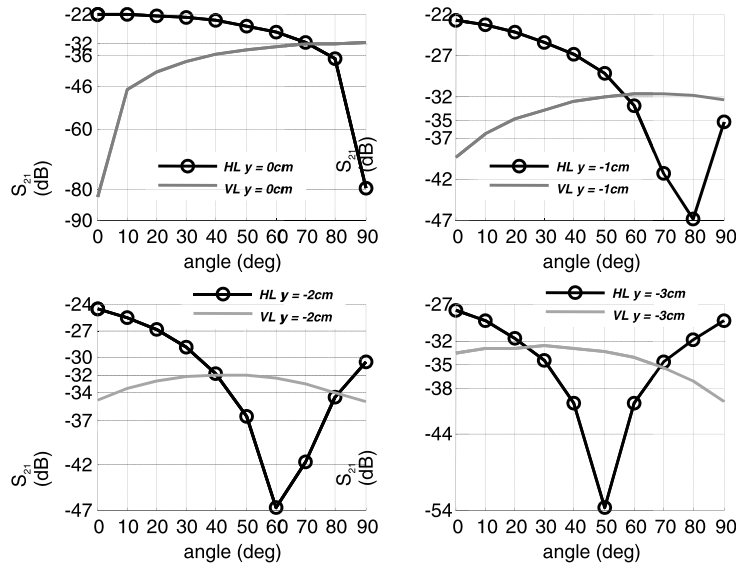 -22
-32
-36
-46
-60
-80
-90
S21
(dB)
HL y = 0cm
VL y = 0cm
0 10 20 30 40 50 60 70 80 90
angle (deg)
-22
-27
-32
-35
-37
-42
-47
S21
(dB)
HL y = -1cm
VL y = -1cm
0 10 20 30 40 50 60 70 80 90
angle (deg)
-24
-27
-30
-32
-34
-37
-42
-47
S21
(dB)
HL y = -2cm
VL y = -2cm
0 10 20 30 40 50 60 70 80 90
angle (deg)
-27
-32
-35
-38
-44
-54
S21
(dB)
HL y = -3cm
VL y = -3cm
0 10 20 30 40 50 60 70 80 90
angle (deg)